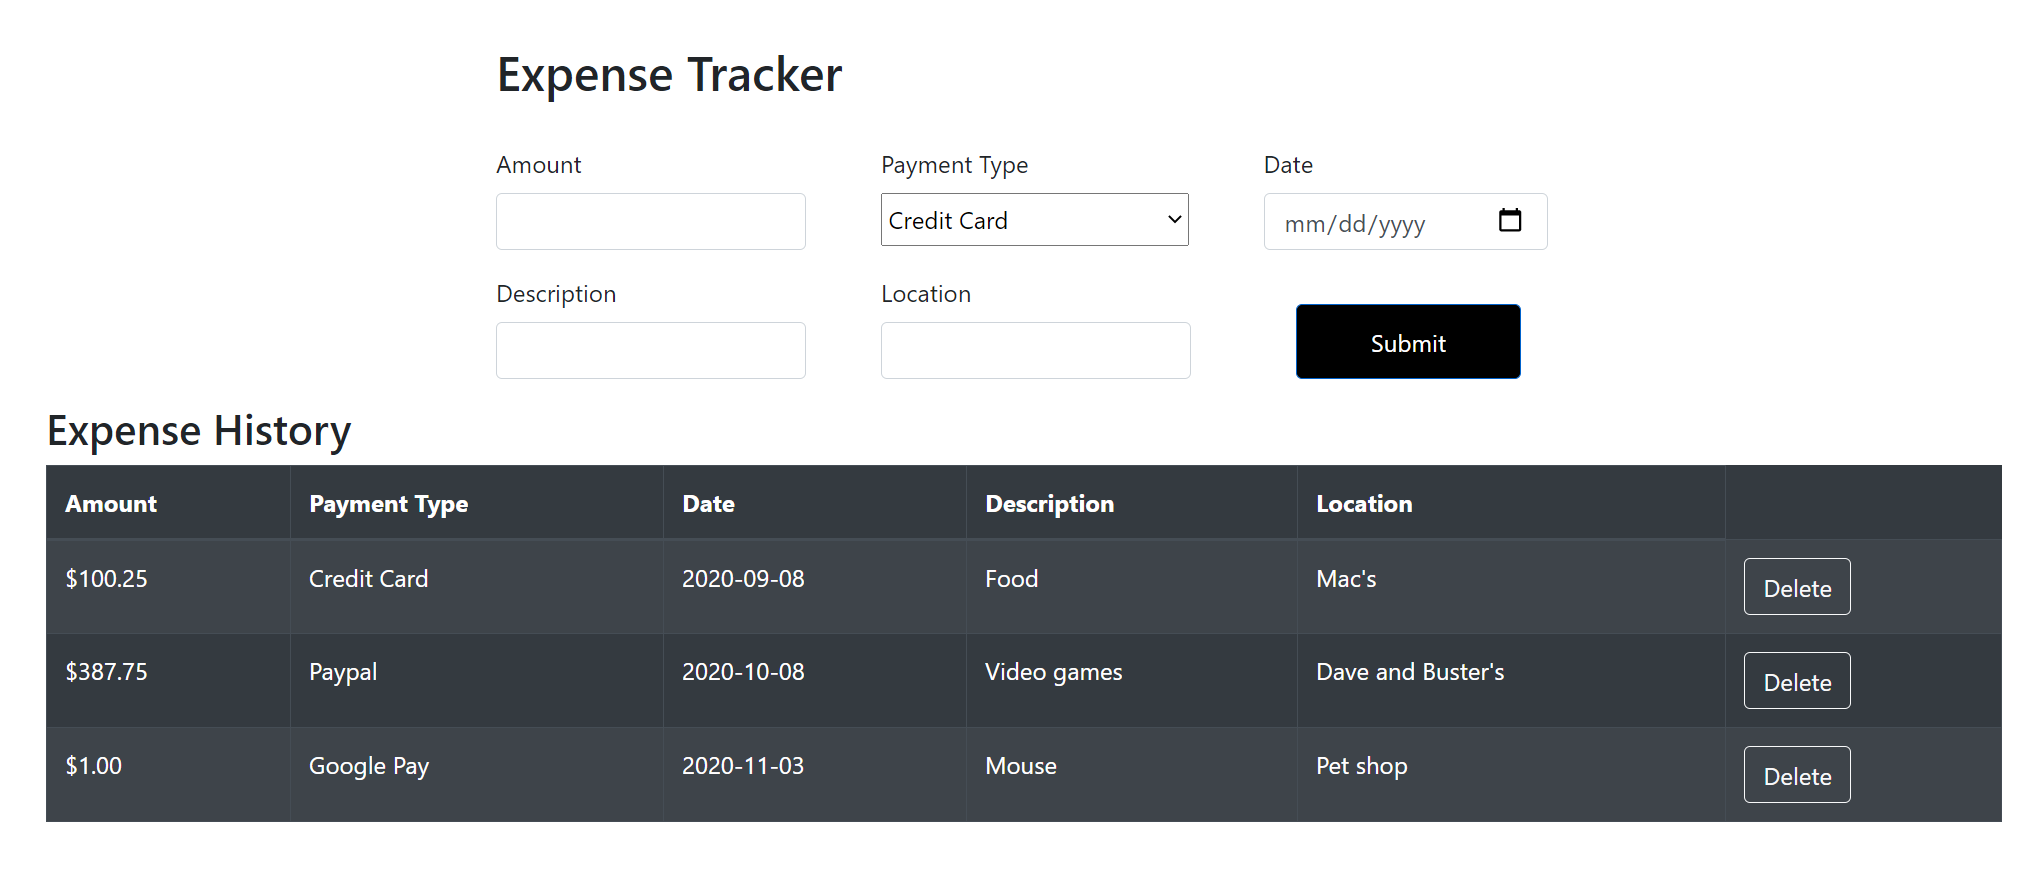 Expense Tracker
Amount Payment Type Date
Credit Card mm/dd/yyyy
Description Location
Submit
Expense History
Amount Payment Type Date Description Location
$100.25 Credit Card 2020-09-08 Food Mac's Delete
$387.75 Paypal 2020-10-08 Video games Dave and Buster's Delete
$1.00 Google Pay 2020-11-03 Mouse Pet shop Delete